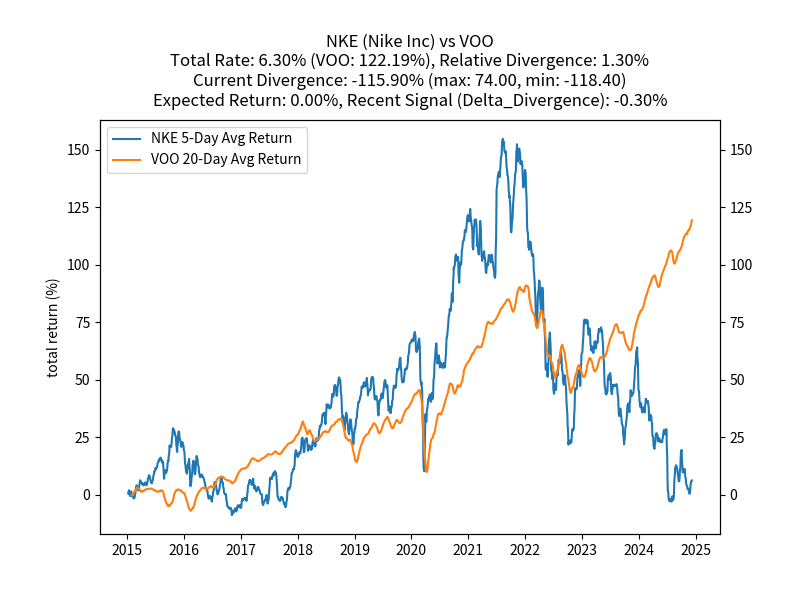 NKE (Nike Inc) vs VOO
Total Rate: 6.30% (VOO: 122.19%), Relative Divergence: 1.30%
Current Divergence: -115.90% (max: 74.00, min: -118.40)
Expected Return: 0.00%, Recent Signal (Delta_Divergence): -0.30%
NKE 5-Day Avg Return
VOO 20-Day Avg Return
total return (%)
150 150
125 125
100 100
75 75
50 50
25 25
0 0
2015 2016 2017 2018 2019 2020 2021 2022 2023 2024 2025